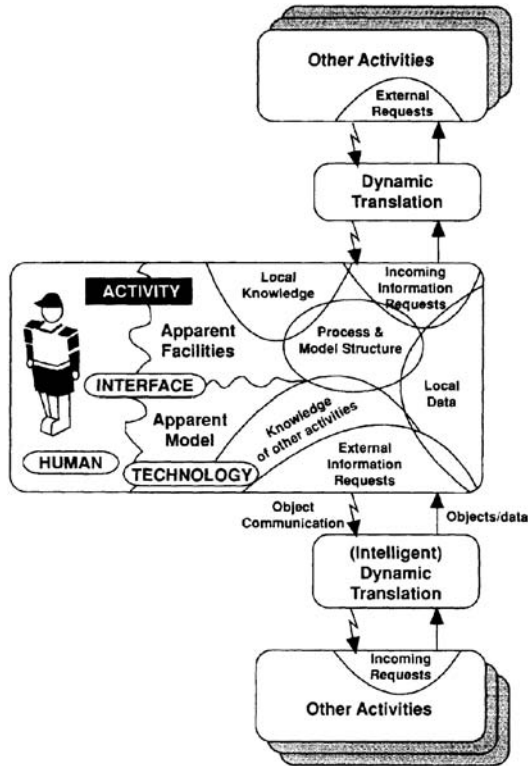 Other Activities
External
Requests
Dynamic
Translation
ACTIVITY
Local
Knowledge
Incoming
Information
Requests
Apparent
Facilities
Process &
Model Structure
INTERFACE
Local
Data
Apparent
Model
Knowledge
of other activities
HUMAN
TECHNOLOGY
External
Information
Requests
Object
Communication
Objects/data
(Intelligent)
Dynamic
Translation
Incoming
Requests
Other Activities